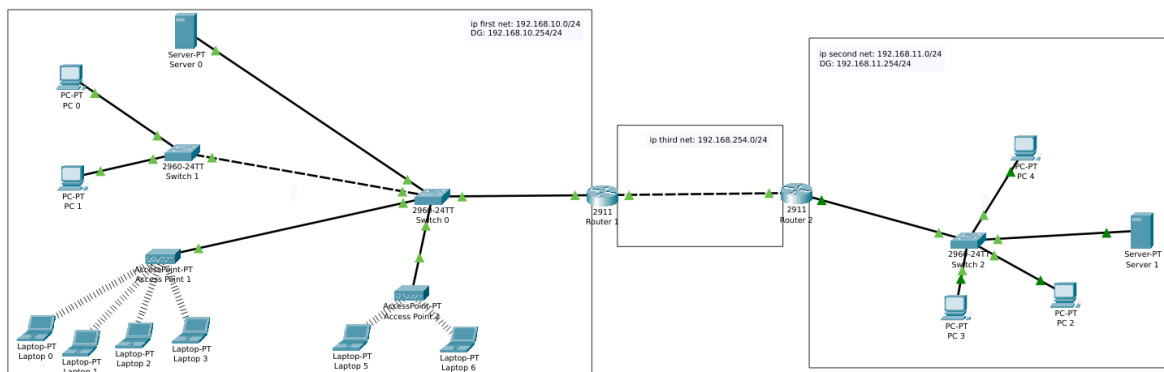 ip first net: 192.168.10.0/24
DG: 192.168.10.254/24
Server-PT
Server 0
PC-PT
PC 0
2960-24TT
Switch 1
PC-PT
PC 1
2960-24TT
Switch 0
AccessPoint-PT
Access Point 1
AccessPoint-PT
Access Point 2
Laptop-PT
Laptop 0
Laptop-PT
Laptop 1
Laptop-PT
Laptop 2
Laptop-PT
Laptop 3
Laptop-PT
Laptop 5
Laptop-PT
Laptop 6
2911
Router 1
ip third net: 192.168.254.0/24
2911
Router 2
ip second net: 192.168.11.0/24
DG: 192.168.11.254/24
PC-PT
PC 4
2960-24TT
Switch 2
Server-PT
Server 1
PC-PT
PC 2
PC-PT
PC 3